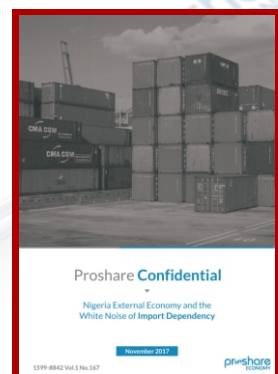 CMA CGM
CMA CGM
Proshare Confidential
Nigeria External Economy and the
White Noise of Import Dependency
November 2017
1599-8842 Vol.1 No.167
proshare
ECONOMY